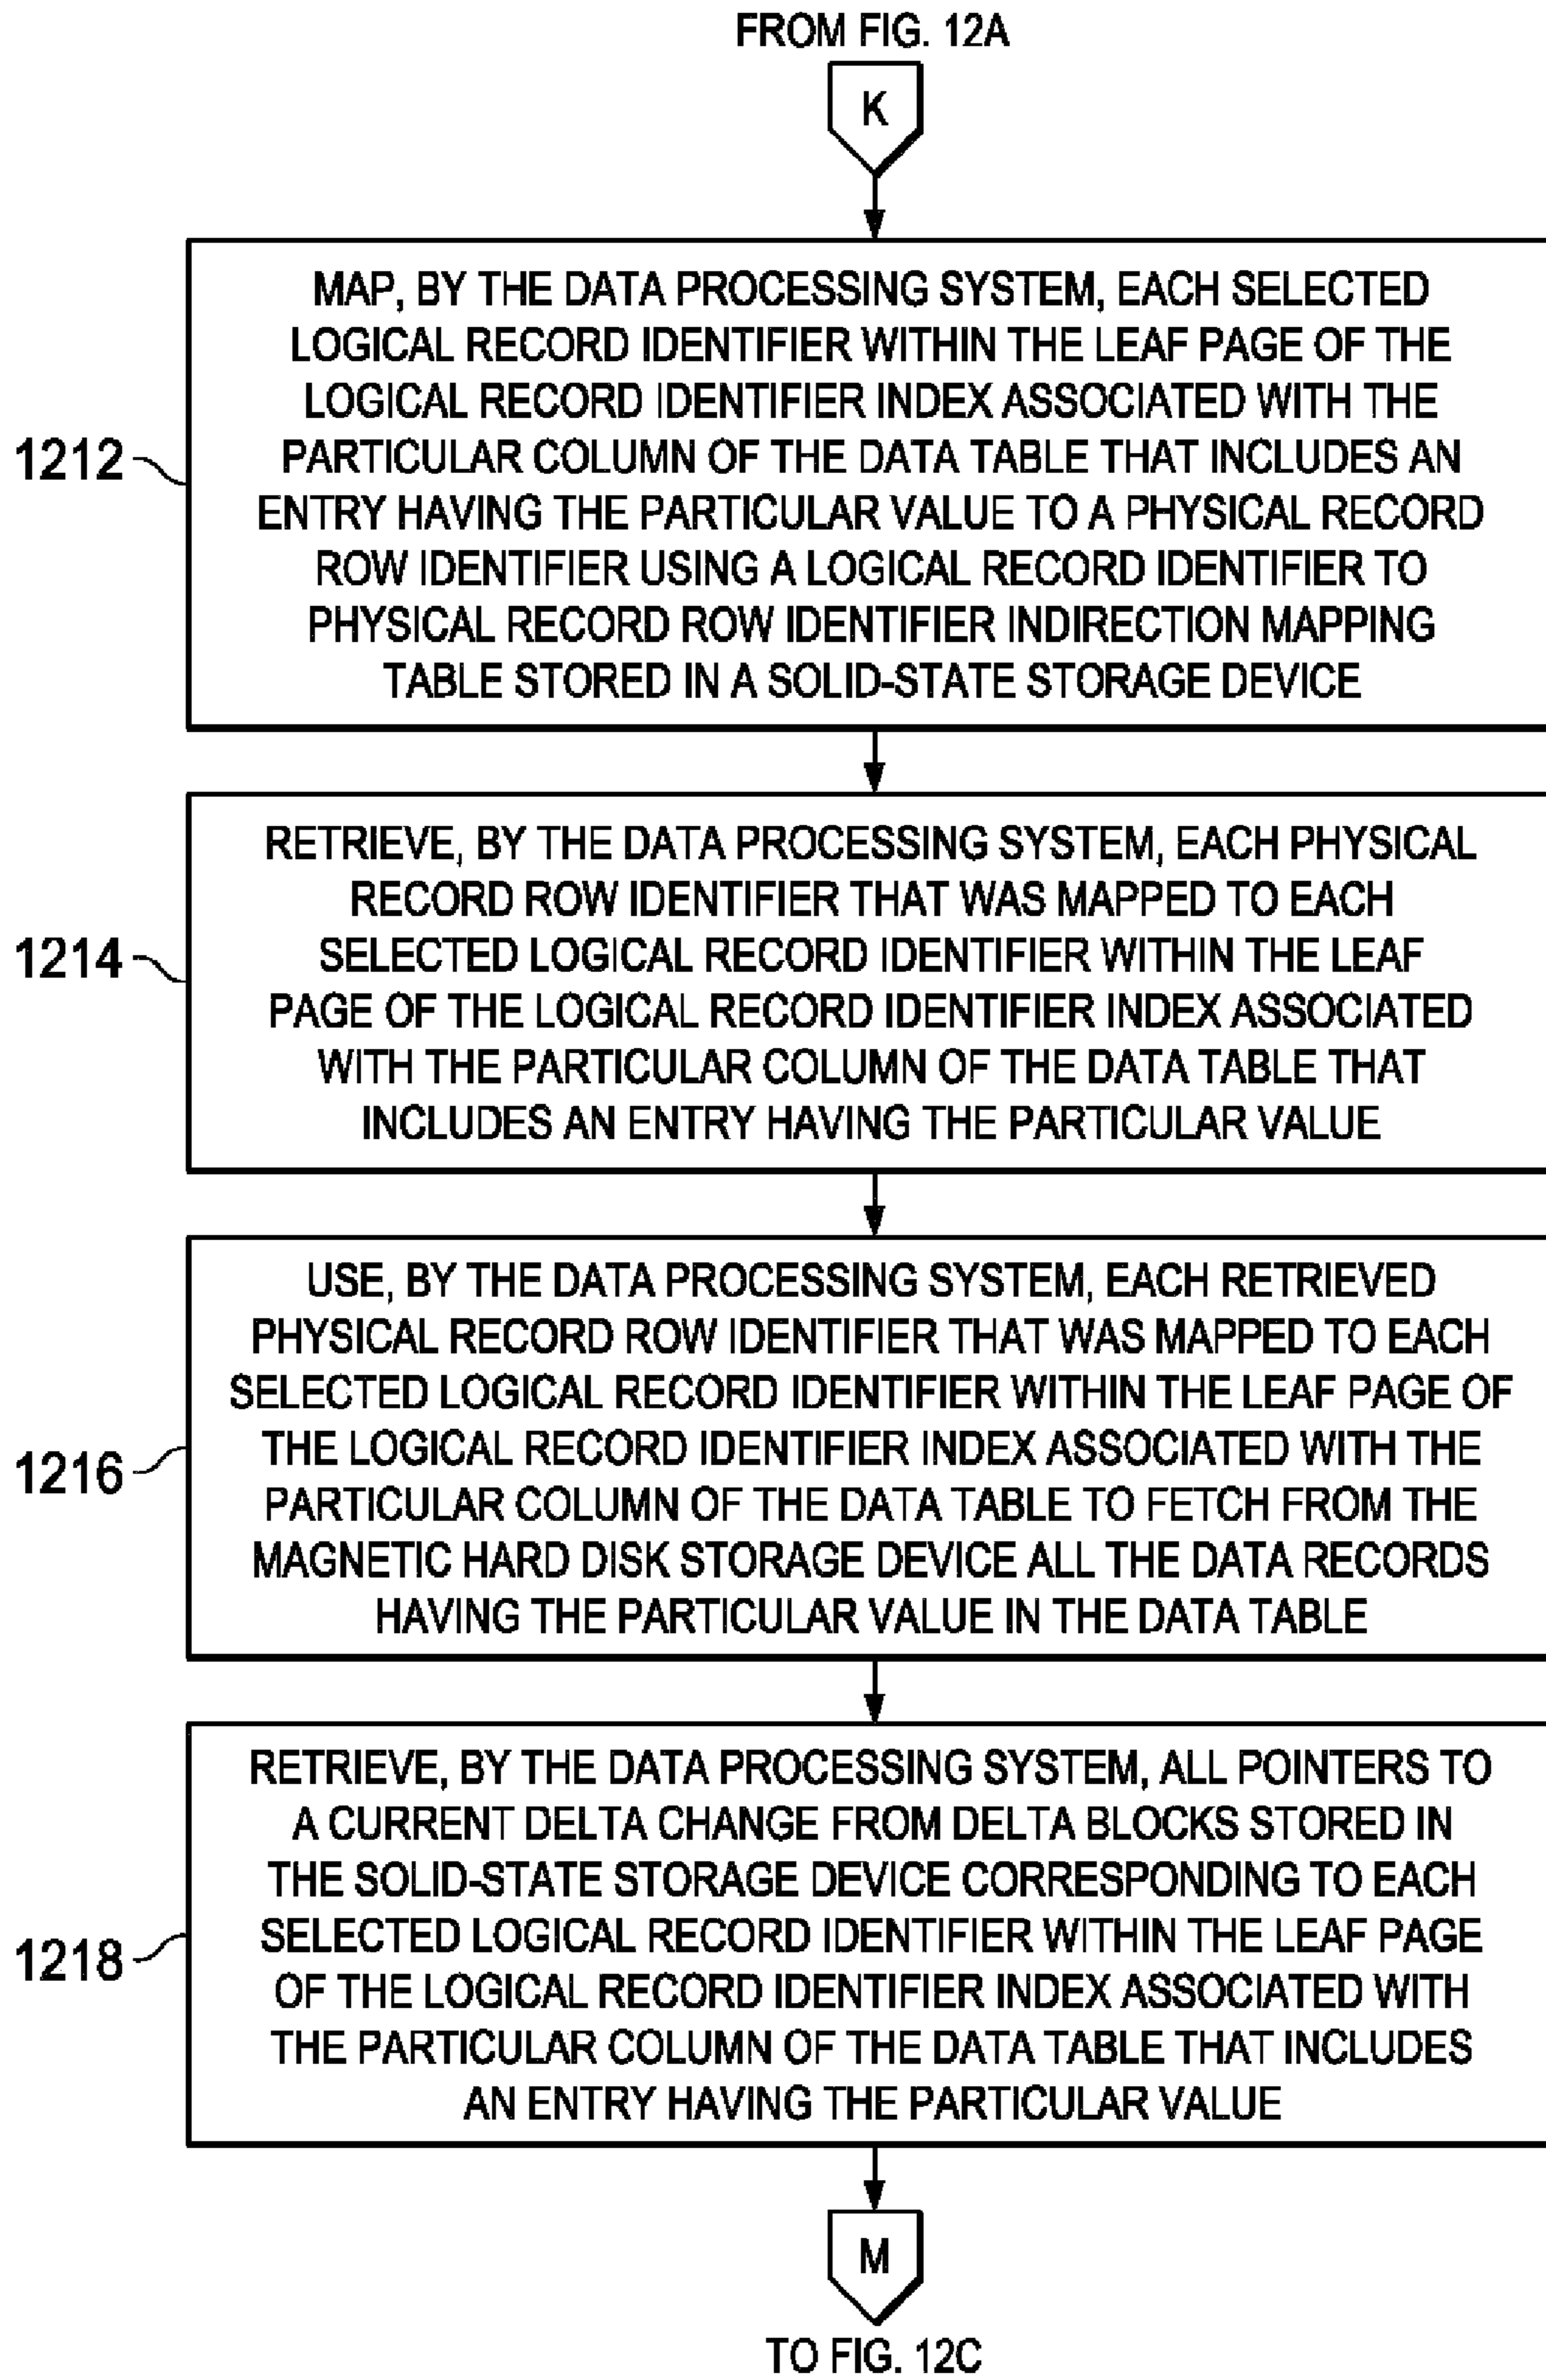 FROM FIG. 12A
K
MAP, BY THE DATA PROCESSING SYSTEM, EACH SELECTED
LOGICAL RECORD IDENTIFIER WITHIN THE LEAF PAGE OF THE
LOGICAL RECORD IDENTIFIER INDEX ASSOCIATED WITH THE
1212
PARTICULAR COLUMN OF THE DATA TABLE THAT INCLUDES AN
ENTRY HAVING THE PARTICULAR VALUE TO A PHYSICAL RECORD
ROW IDENTIFIER USING A LOGICAL RECORD IDENTIFIER TO
PHYSICAL RECORD ROW IDENTIFIER INDIRECTION MAPPING
TABLE STORED IN A SOLID-STATE STORAGE DEVICE
RETRIEVE, BY THE DATA PROCESSING SYSTEM, EACH PHYSICAL
RECORD ROW IDENTIFIER THAT WAS MAPPED TO EACH
1214
SELECTED LOGICAL RECORD IDENTIFIER WITHIN THE LEAF
PAGE OF THE LOGICAL RECORD IDENTIFIER INDEX ASSOCIATED
WITH THE PARTICULAR COLUMN OF THE DATA TABLE THAT
INCLUDES AN ENTRY HAVING THE PARTICULAR VALUE
USE, BY THE DATA PROCESSING SYSTEM, EACH RETRIEVED
PHYSICAL RECORD ROW IDENTIFIER THAT WAS MAPPED TO EACH
SELECTED LOGICAL RECORD IDENTIFIER WITHIN THE LEAF PAGE OF
THE LOGICAL RECORD IDENTIFIER INDEX ASSOCIATED WITH THE
1216
PARTICULAR COLUMN OF THE DATA TABLE TO FETCH FROM THE
MAGNETIC HARD DISK STORAGE DEVICE ALL THE DATA RECORDS
HAVING THE PARTICULAR VALUE IN THE DATA TABLE
RETRIEVE, BY THE DATA PROCESSING SYSTEM, ALL POINTERS TO
A CURRENT DELTA CHANGE FROM DELTA BLOCKS STORED IN
THE SOLID-STATE STORAGE DEVICE CORRESPONDING TO EACH
SELECTED LOGICAL RECORD IDENTIFIER WITHIN THE LEAF PAGE
1218
OF THE LOGICAL RECORD IDENTIFIER INDEX ASSOCIATED WITH
THE PARTICULAR COLUMN OF THE DATA TABLE THAT INCLUDES
AN ENTRY HAVING THE PARTICULAR VALUE
M
TO FIG. 12C